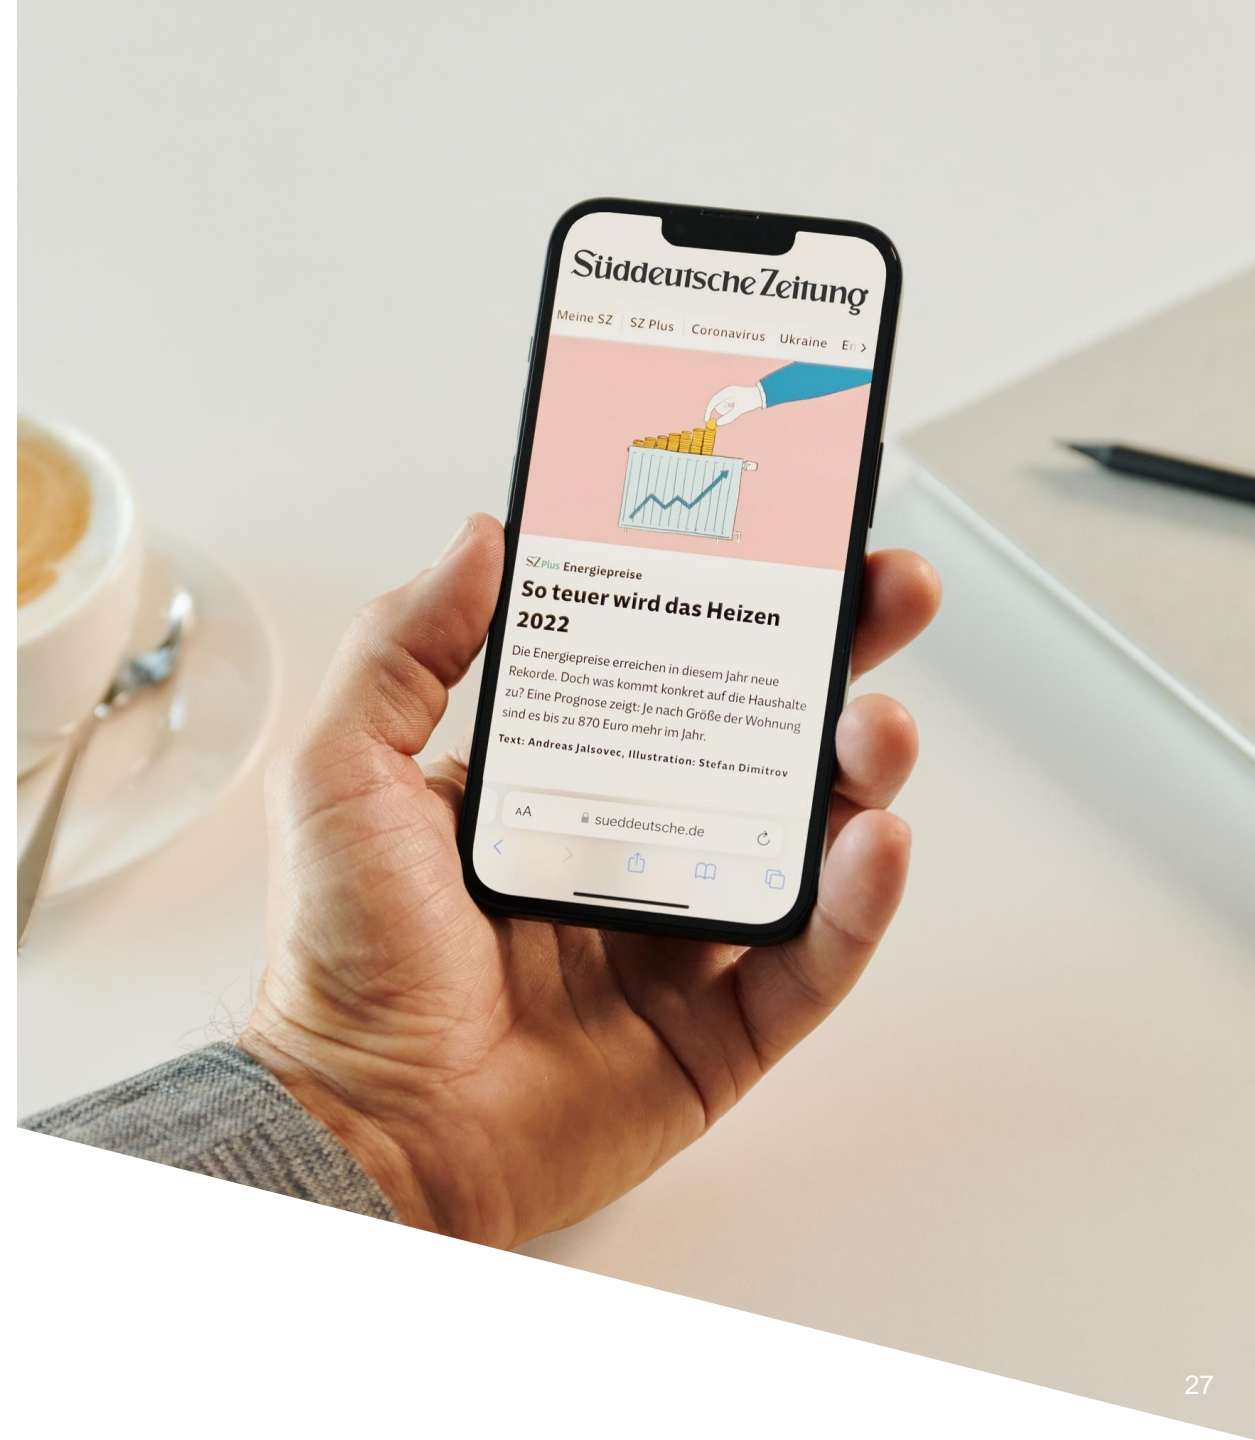 Süddeutsche Zeitung
Meine SZ SZ Plus Coronavirus Ukraine En
SZ Plus Energiepreise
So teuer wird das Heizen
2022
Die Energiepreise erreichen in diesem Jahr neue
Rekorde. Doch was kommt konkret auf die Haushalte
zu? Eine Prognose zeigt: Je nach Größe der Wohnung
sind es bis zu 870 Euro mehr im Jahr.
Text: Andreas Jalsovec, Illustration: Stefan Dimitrov
AA sueddeutsche.de
27